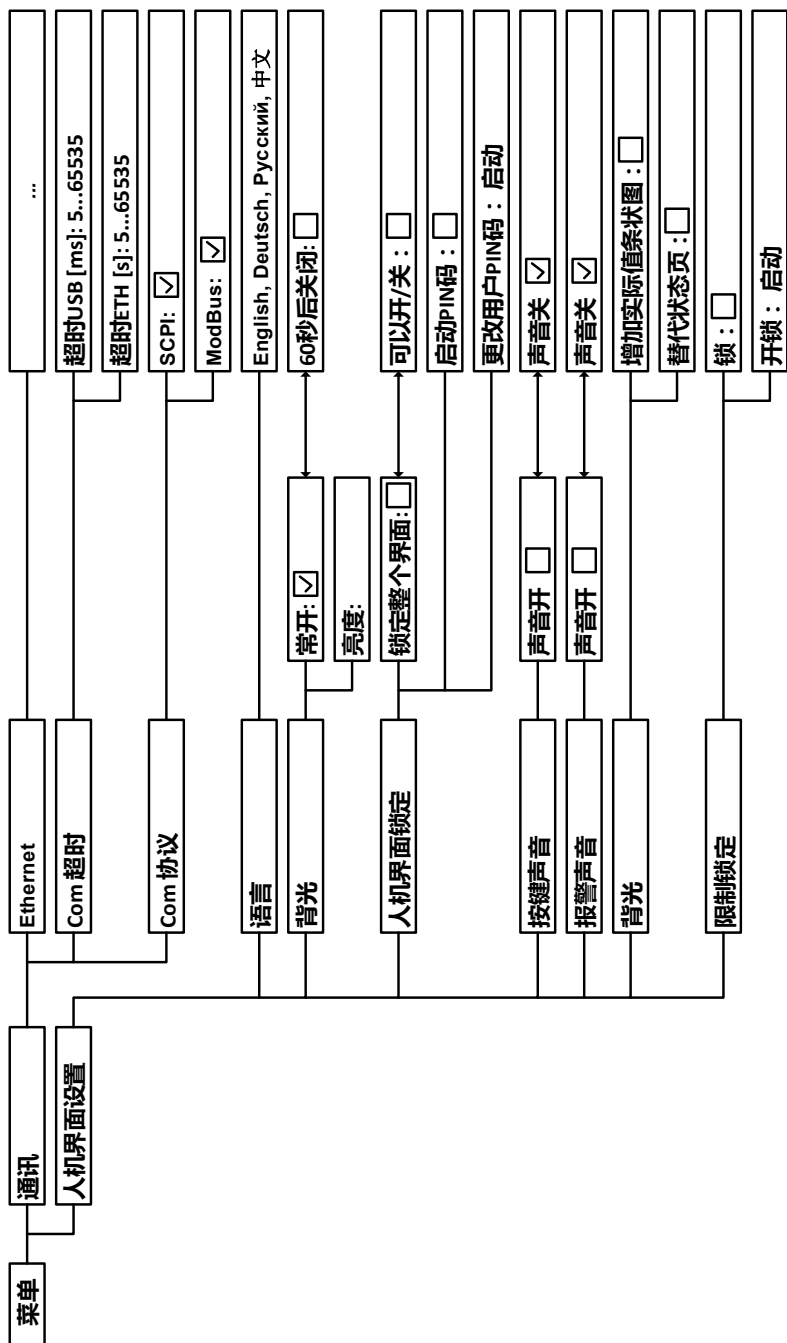 菜单
通讯
Ethernet
...
Com 超时
超时USB [ms]: 5...65535
超时ETH [s]: 5...65535
Com 协议
SCPI:
ModBus:
人机界面设置
语言
English, Deutsch, Русский, 中文
背光
常开:
60秒后关闭:
亮度:
人机界面锁定
锁定整个界面:
可以开/关：
启动PIN码：
更改用户PIN码： 启动
按键声音
声音开
声音关
报警声音
声音开
声音关
背光
增加实际值条状图：
替代状态页：
限制锁定
锁：
开锁： 启动